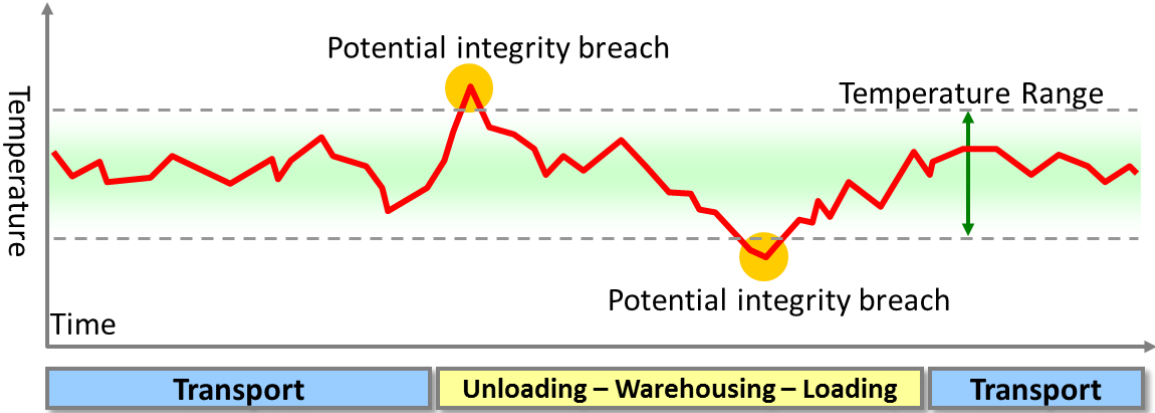 Potential integrity breach
Temperature Range
Temperature
Potential integrity breach
Time
Transport
Unloading – Warehousing – Loading
Transport